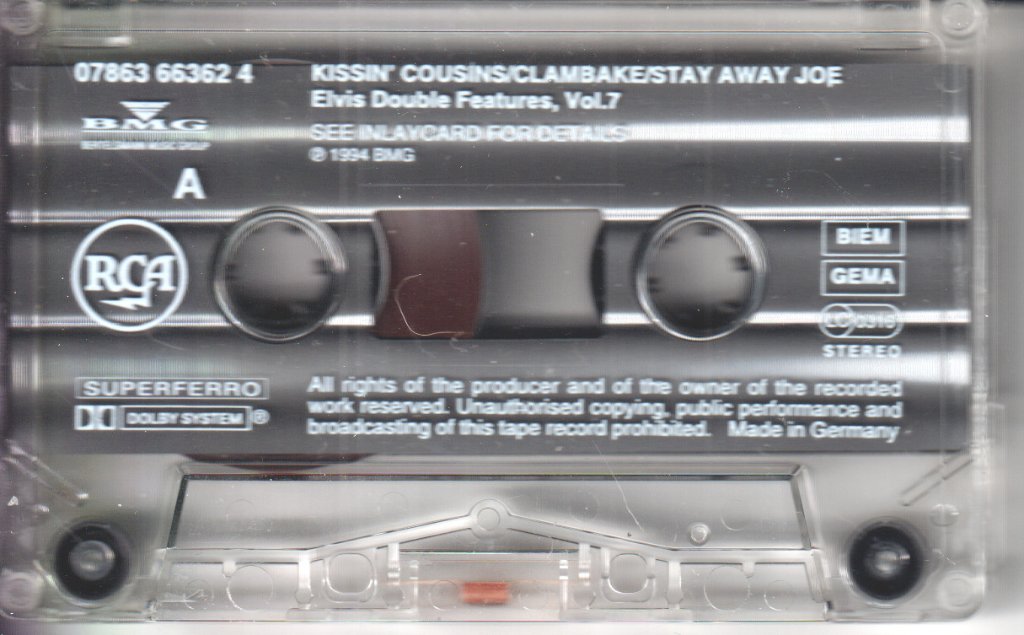 07863 66362 4
KISSIN' COUSINS/CLAMBAKE/STAY AWAY JOE
Elvis Double Features, Vol.7
BMG
SEE INLAYCARD FOR DETAILS
℗ 1994 BMG
A
RCA
BIEM
GEMA
LC 0316
STEREO
SUPERFERRO
DOLBY SYSTEM ®
All rights of the producer and of the owner of the recorded
work reserved. Unauthorised copying, public performance and
broadcasting of this tape record prohibited. Made in Germany